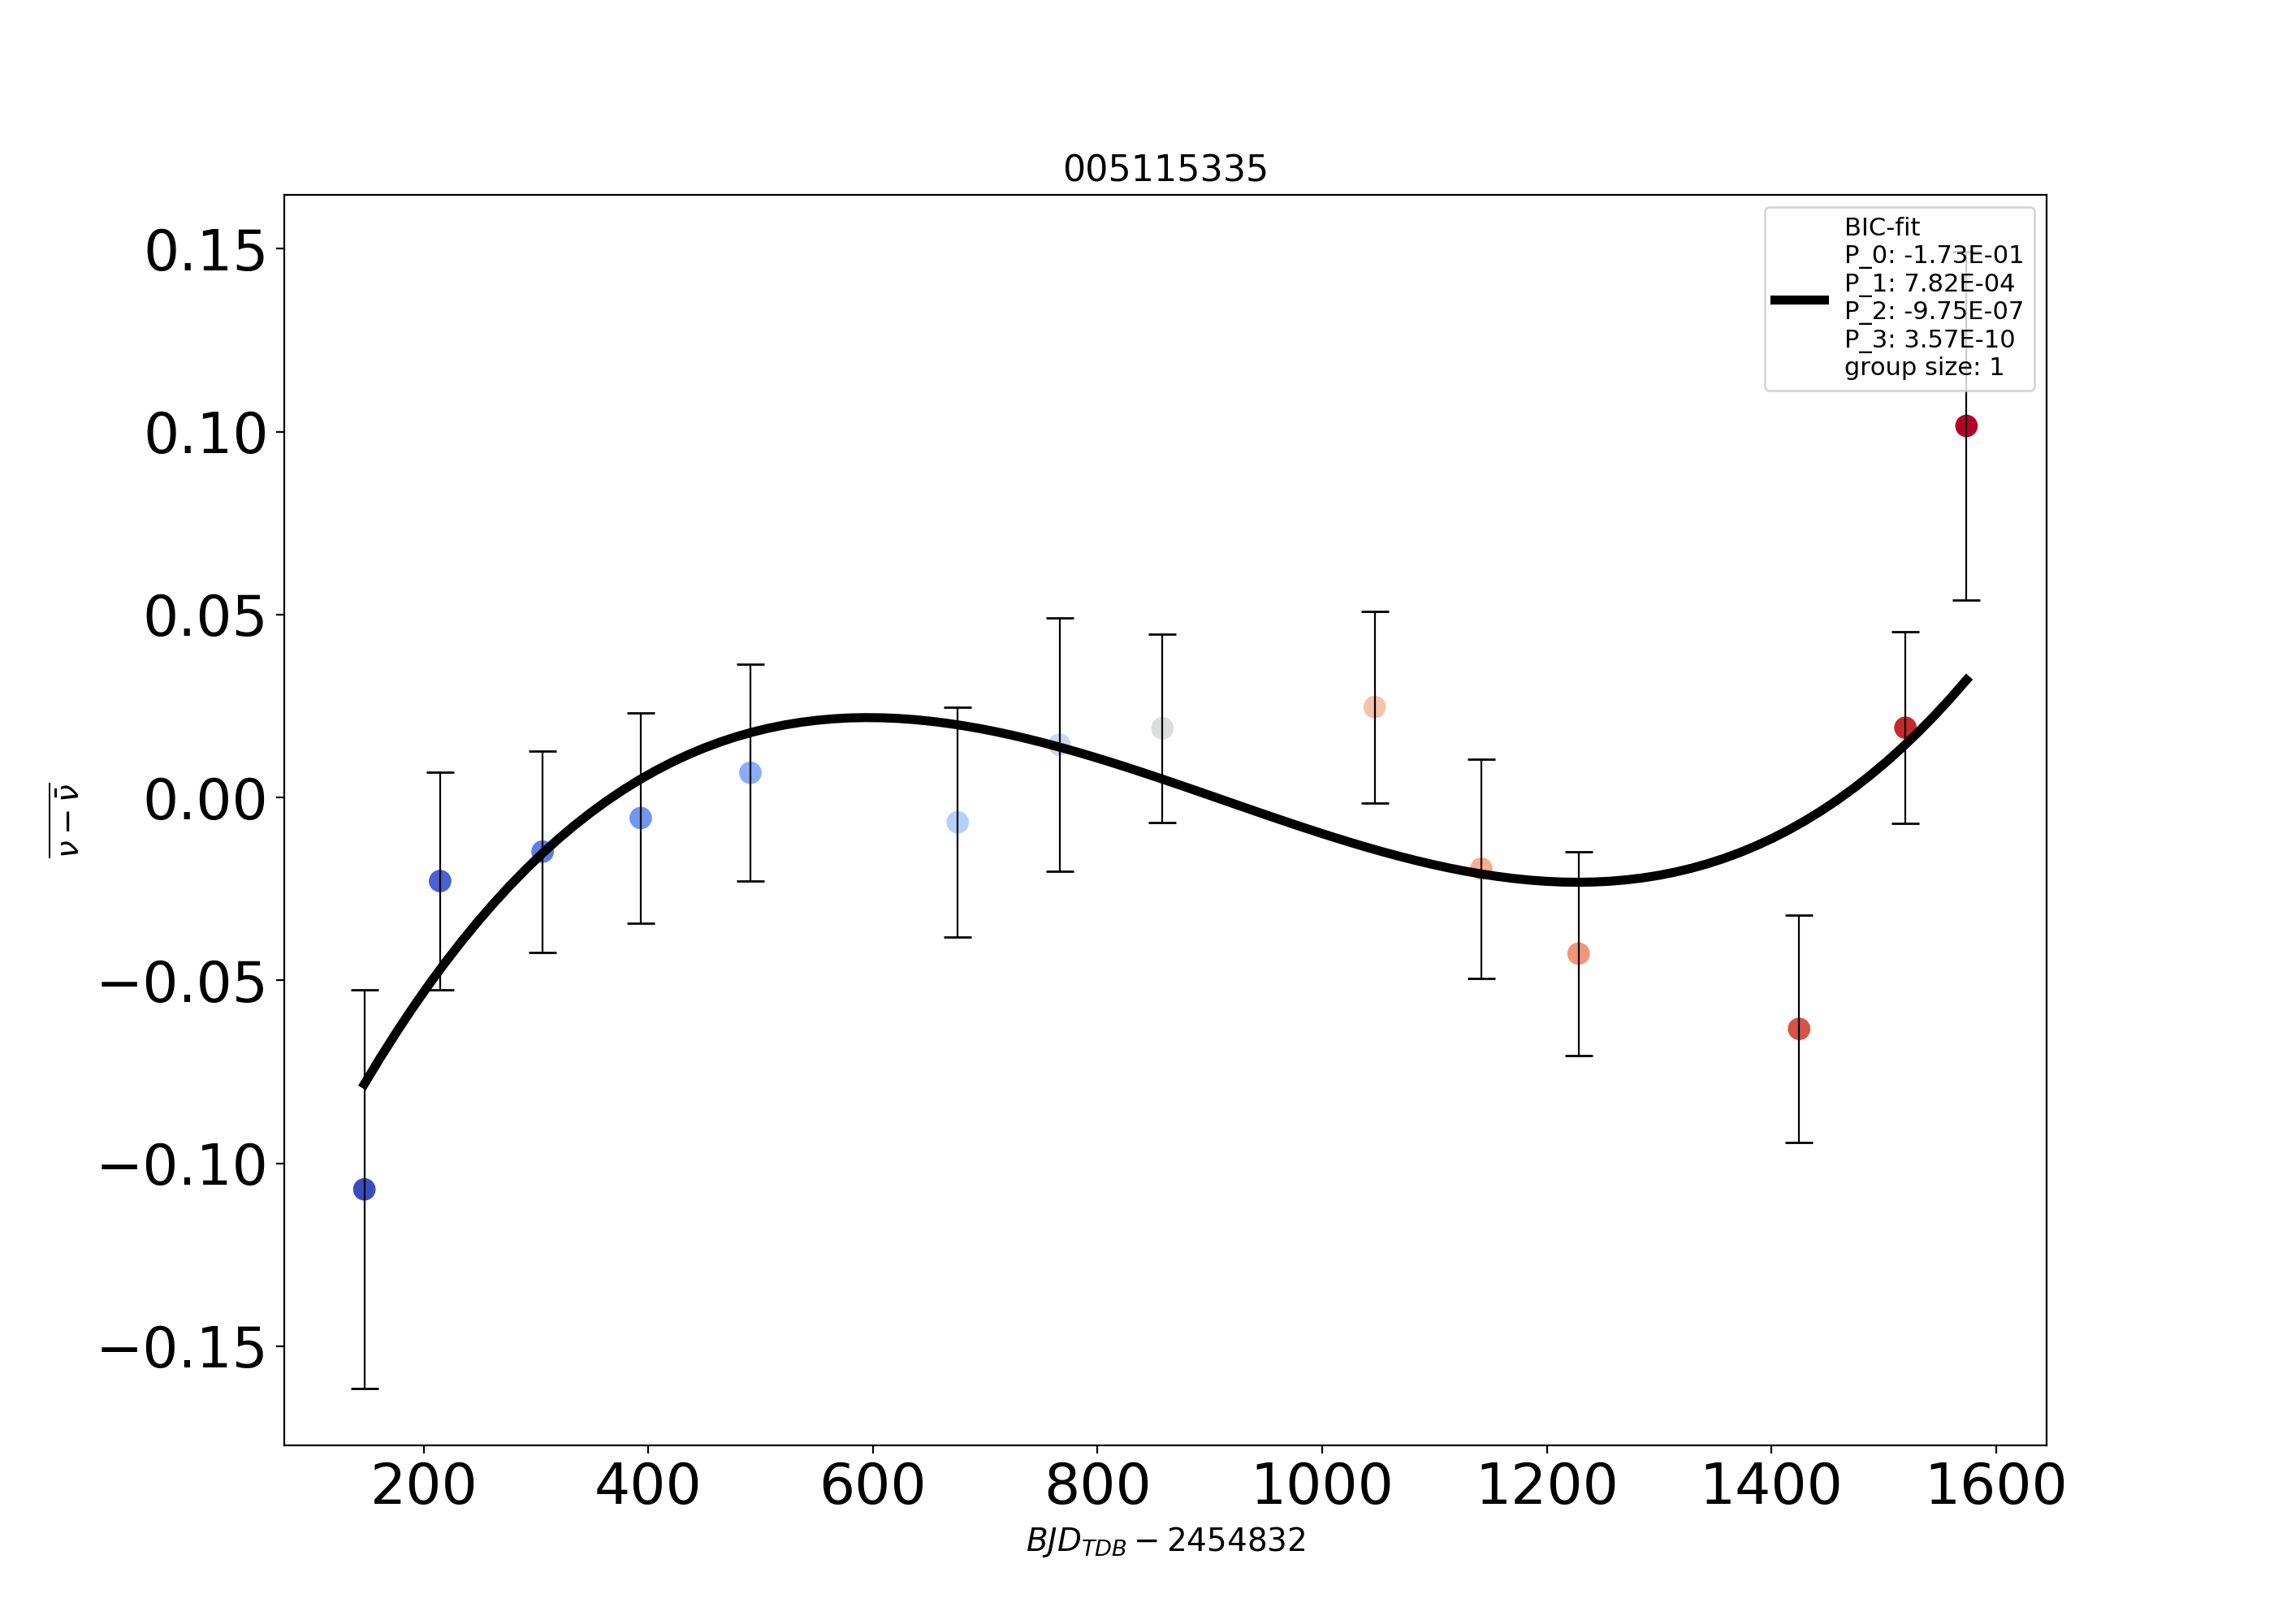 005115335
BIC-fit
P_0: -1.73E-01
P_1: 7.82E-04
P_2: -9.75E-07
P_3: 3.57E-10
group size: 1
0.15
0.10
0.05
0.00
−0.05
−0.10
−0.15
ν − ν̄
200 400 600 800 1000 1200 1400 1600
BJD_TDB − 2454832